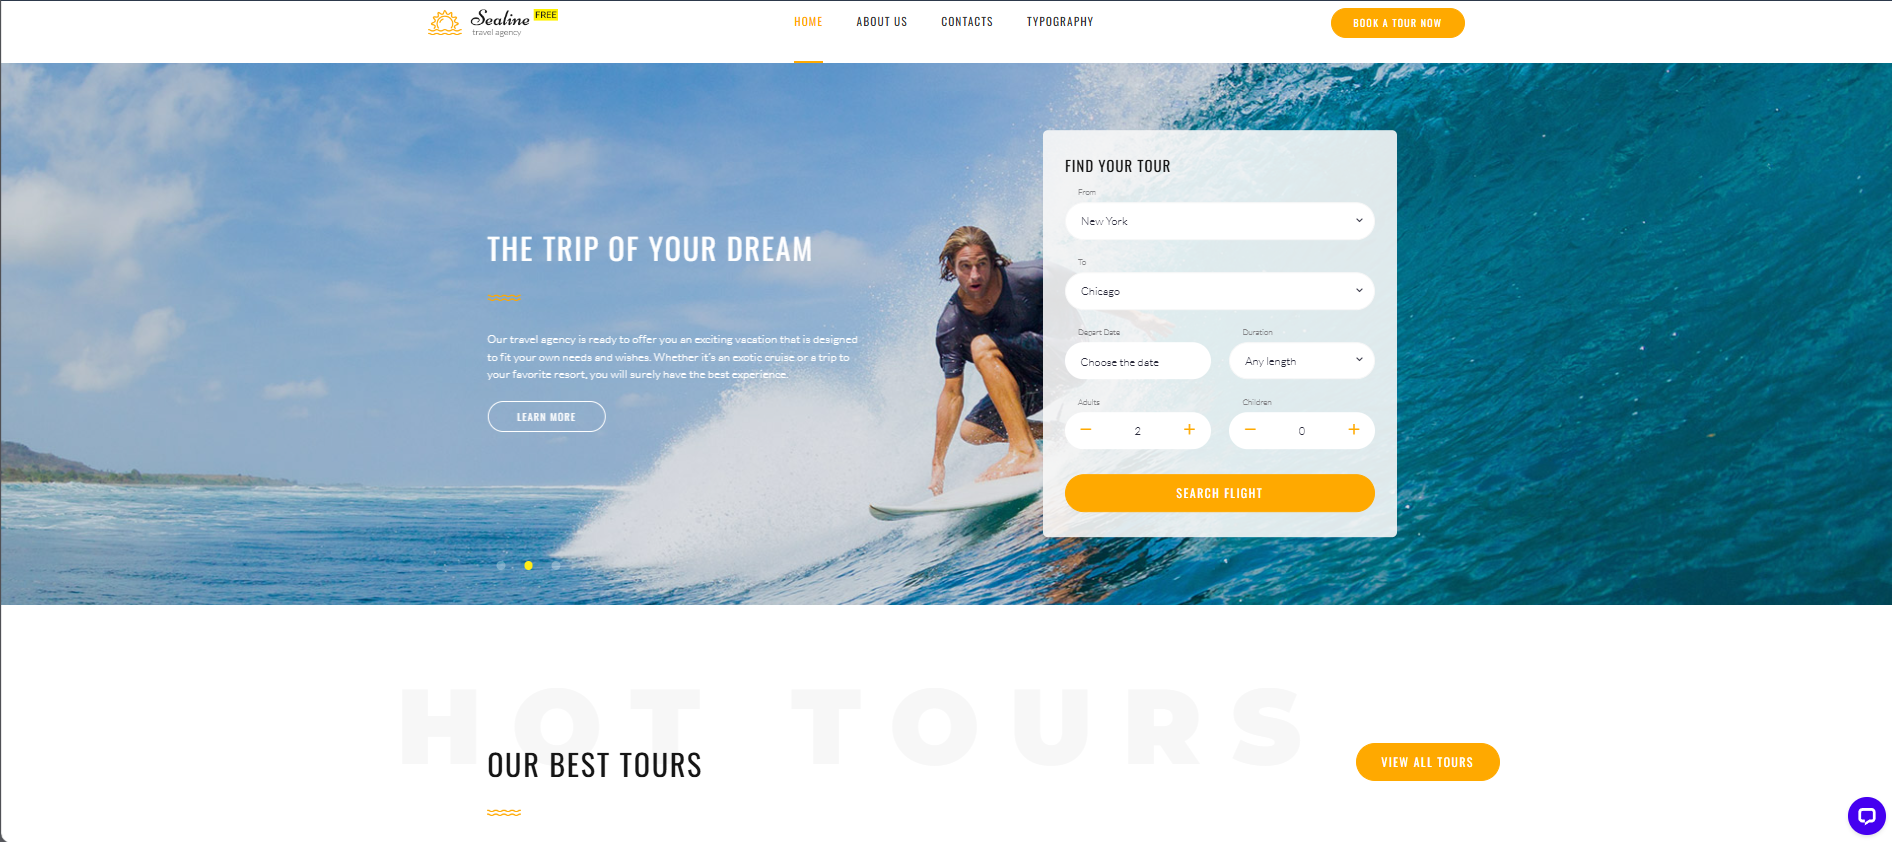 Sealine FREE
travel agency
HOME ABOUT US CONTACTS TYPOGRAPHY
BOOK A TOUR NOW
THE TRIP OF YOUR DREAM
Our travel agency is ready to offer you an exciting vacation that is designed
to fit your own needs and wishes. Whether it's an exotic cruise or a trip to
your favorite resort, you will surely have the best experience.
LEARN MORE
FIND YOUR TOUR
From
New York
To
Chicago
Depart Date Duration
Choose the date Any length
Adults Children
− 2 + − 0 +
SEARCH FLIGHT
HOT TOURS
OUR BEST TOURS
VIEW ALL TOURS